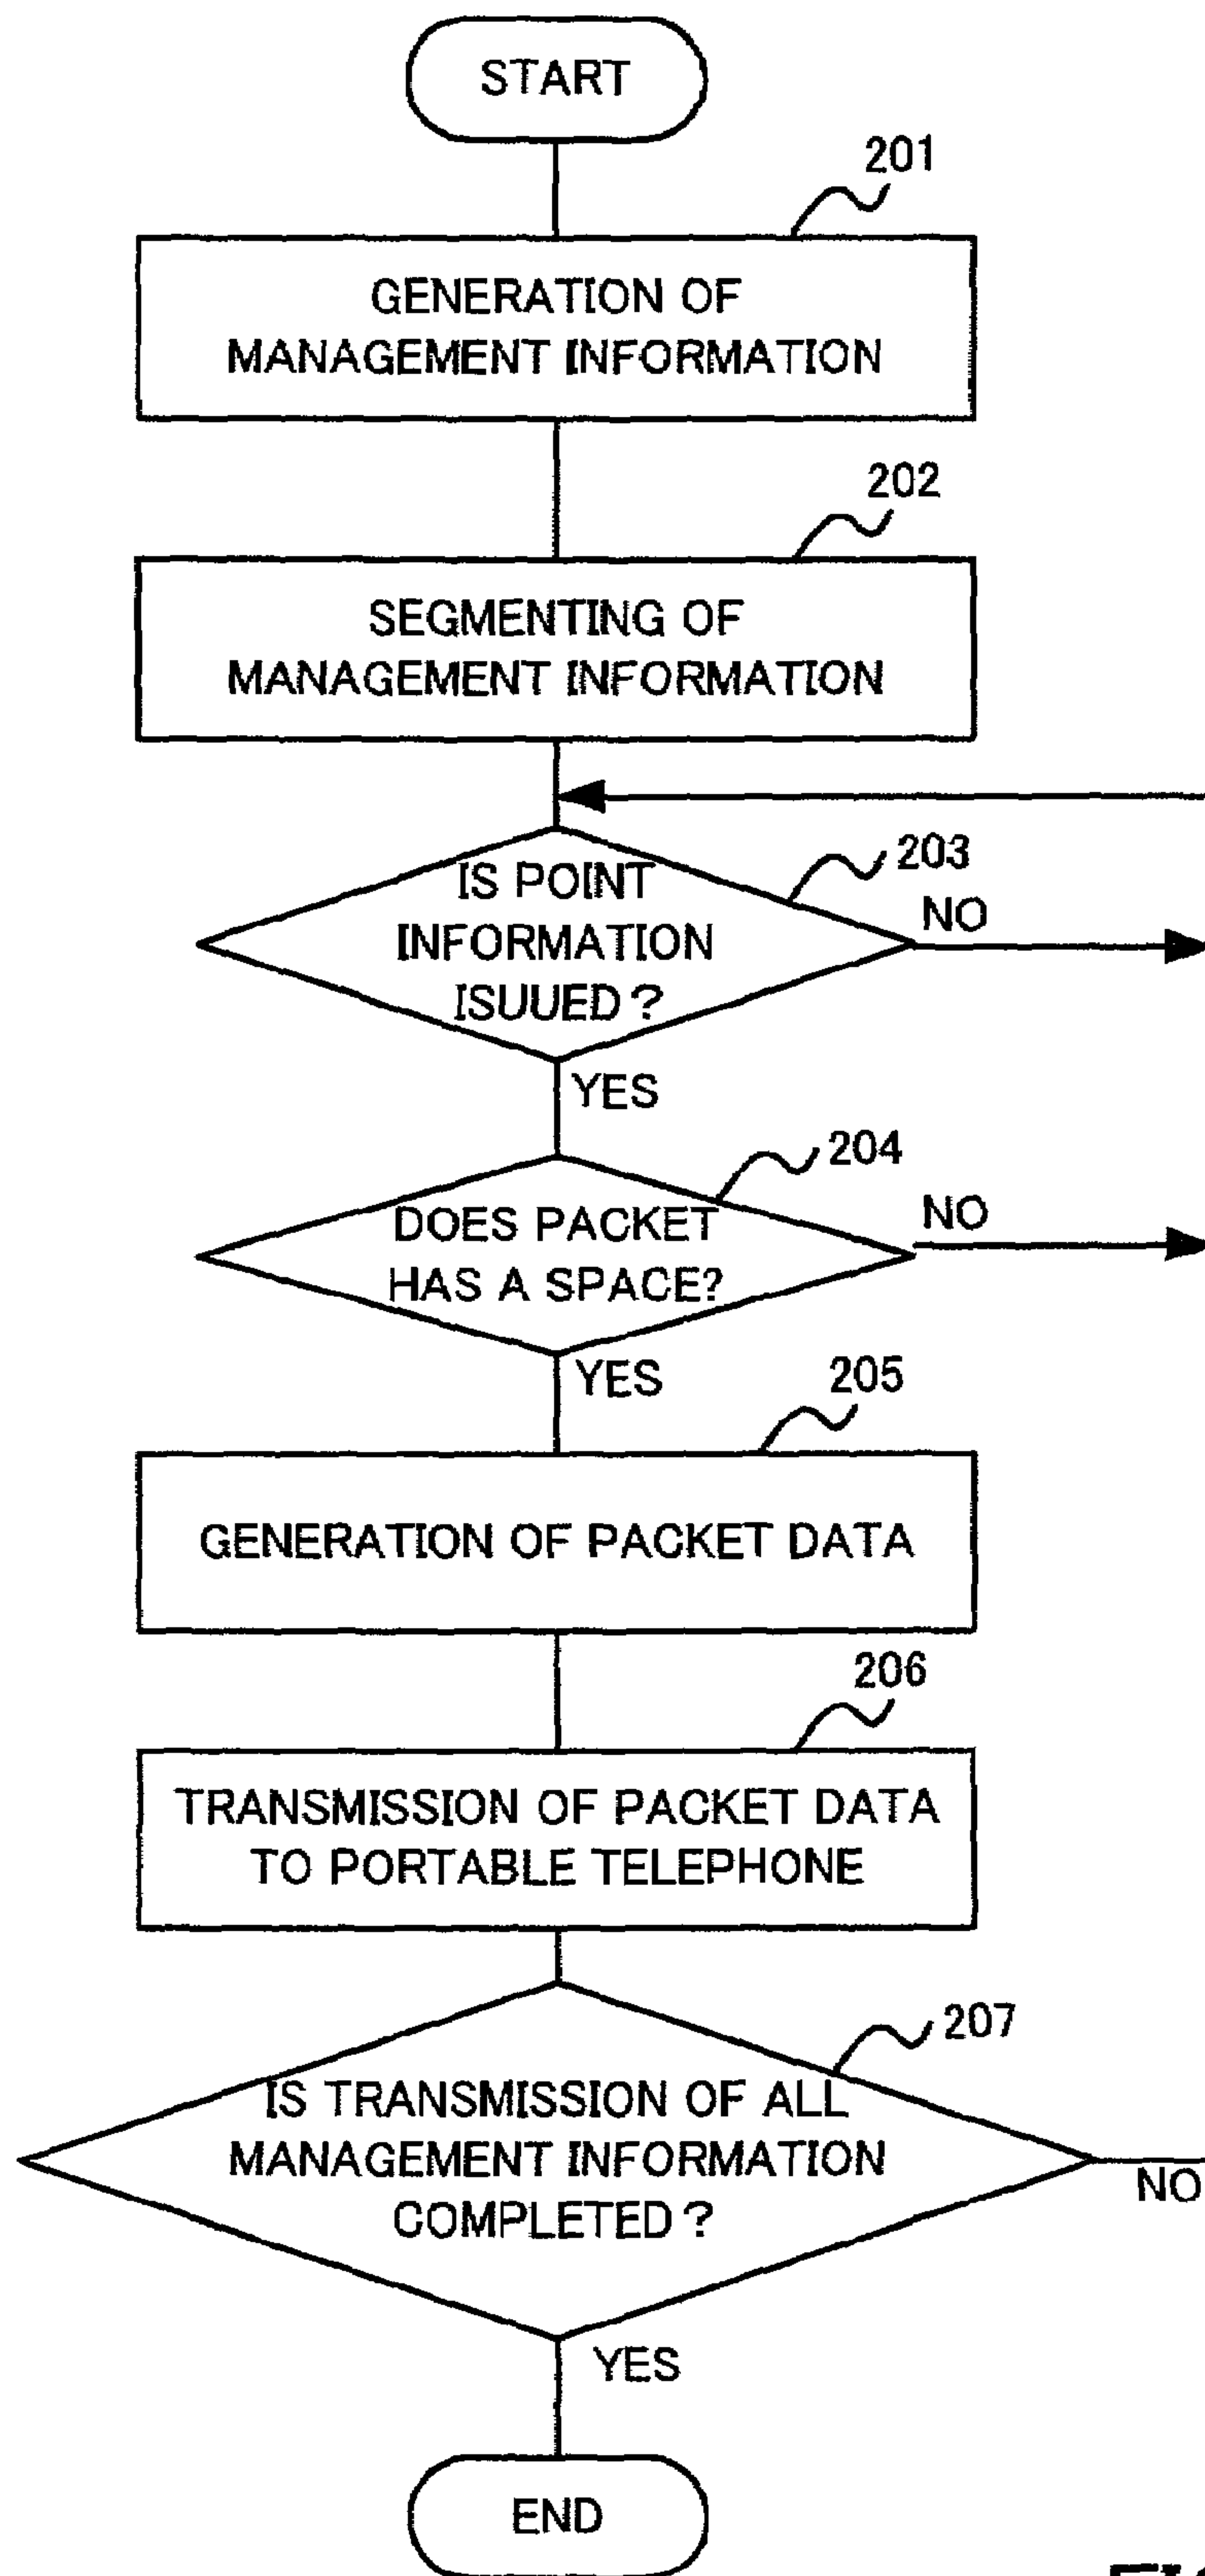 START
201
GENERATION OF
MANAGEMENT INFORMATION
202
SEGMENTING OF
MANAGEMENT INFORMATION
203
IS POINT
INFORMATION
ISUUED?
NO
YES
204
DOES PACKET
HAS A SPACE?
NO
YES
205
GENERATION OF PACKET DATA
206
TRANSMISSION OF PACKET DATA
TO PORTABLE TELEPHONE
207
IS TRANSMISSION OF ALL
MANAGEMENT INFORMATION
COMPLETED?
NO
YES
END